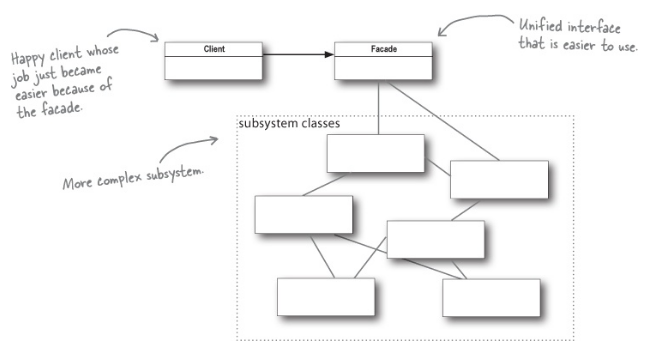 Happy client whose
job just became
easier because of
the facade.
Client
Facade
Unified interface
that is easier to use.
subsystem classes
More complex subsystem.